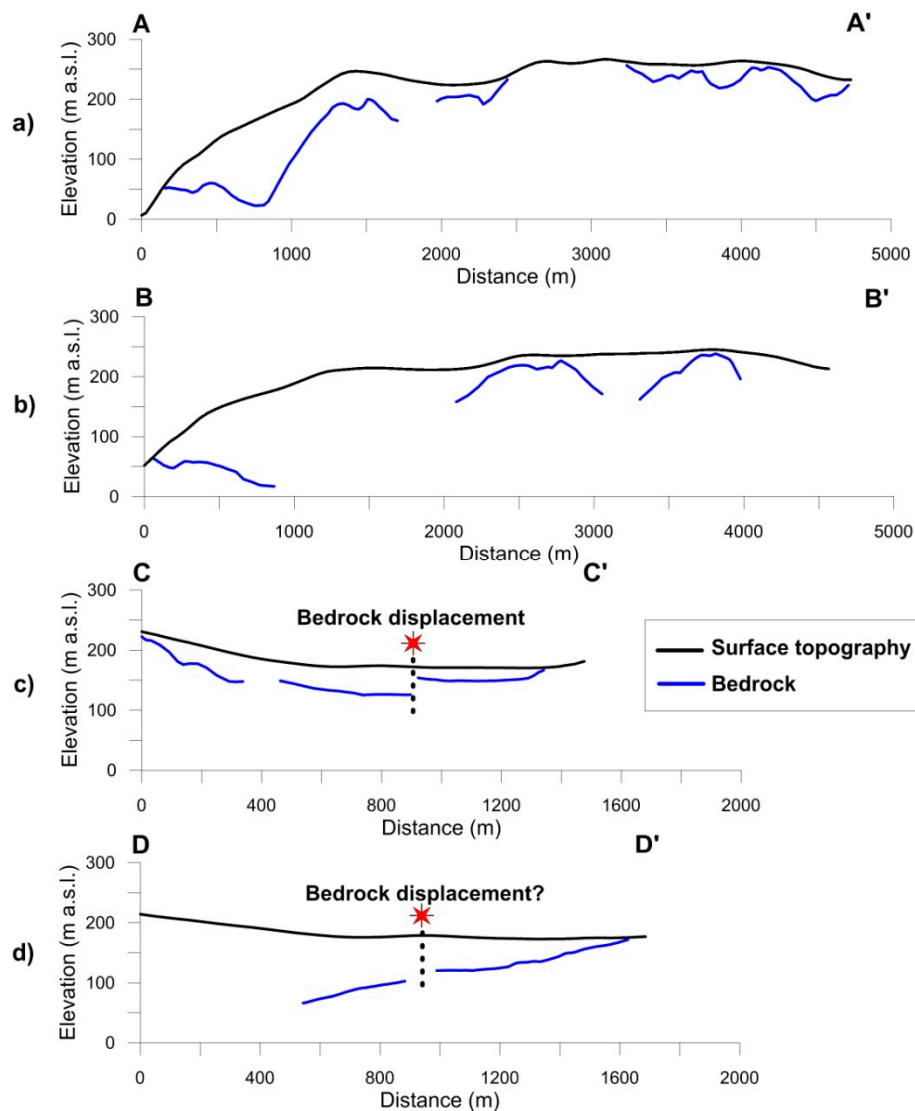 A
A'
a)
Elevation (m a.s.l.)
300
200
100
0
0
1000
2000
3000
4000
5000
Distance (m)
B
B'
b)
Elevation (m a.s.l.)
300
200
100
0
0
1000
2000
3000
4000
5000
Distance (m)
C
C'
c)
Elevation (m a.s.l.)
300
200
100
0
Bedrock displacement
Surface topography
Bedrock
0
400
800
1200
1600
2000
Distance (m)
D
D'
d)
Elevation (m a.s.l.)
300
200
100
0
Bedrock displacement?
0
400
800
1200
1600
2000
Distance (m)